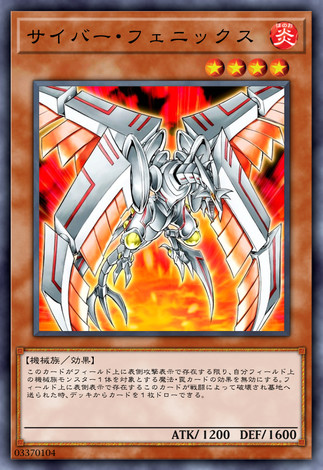 サイバー・フェニックス
ほのお
炎
【機械族／効果】
このカードがフィールド上に表側攻撃表示で存在する限り、自分フィールド上
の機械族モンスター１体を対象とする魔法・罠カードの効果を無効にする。フィ
ールド上に表側表示で存在するこのカードが戦闘によって破壊され墓地へ
送られた時、デッキからカードを１枚ドローできる。
ATK/1200 DEF/1600
03370104